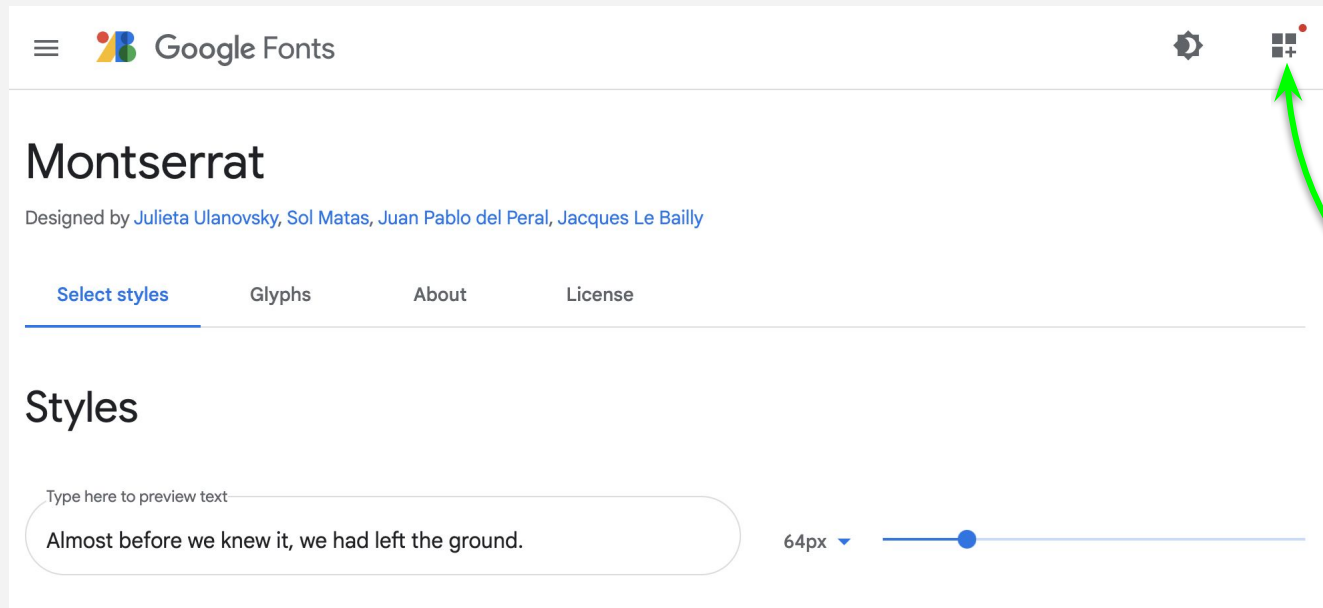 Google Fonts
Montserrat
Designed by Julieta Ulanovsky, Sol Matas, Juan Pablo del Peral, Jacques Le Bailly
Select styles Glyphs About License
Styles
Type here to preview text
Almost before we knew it, we had left the ground.
64px